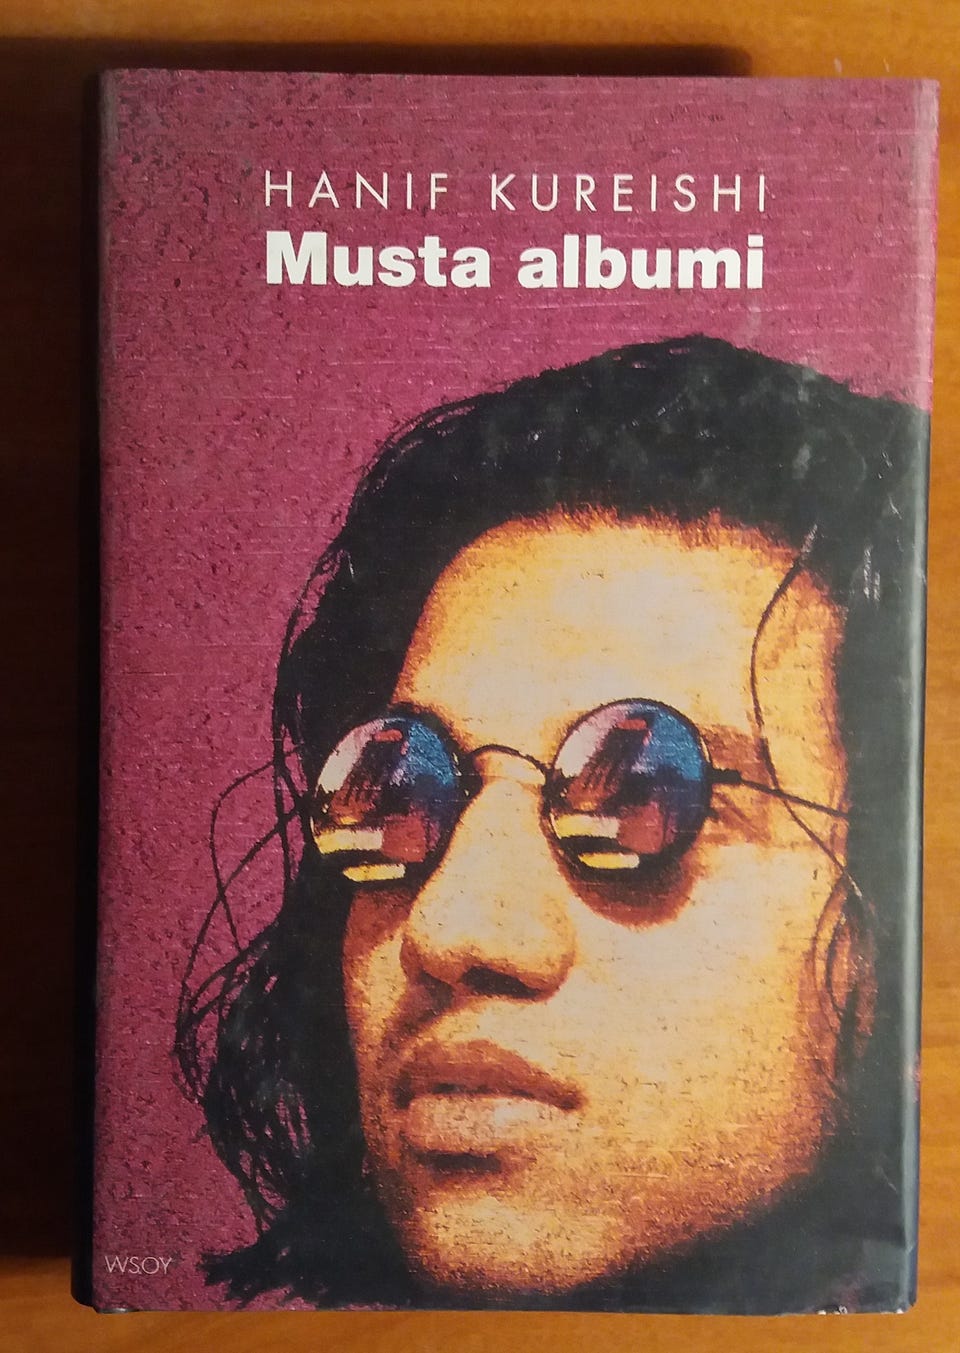 HANIF KUREISHI
Musta albumi
WSOY